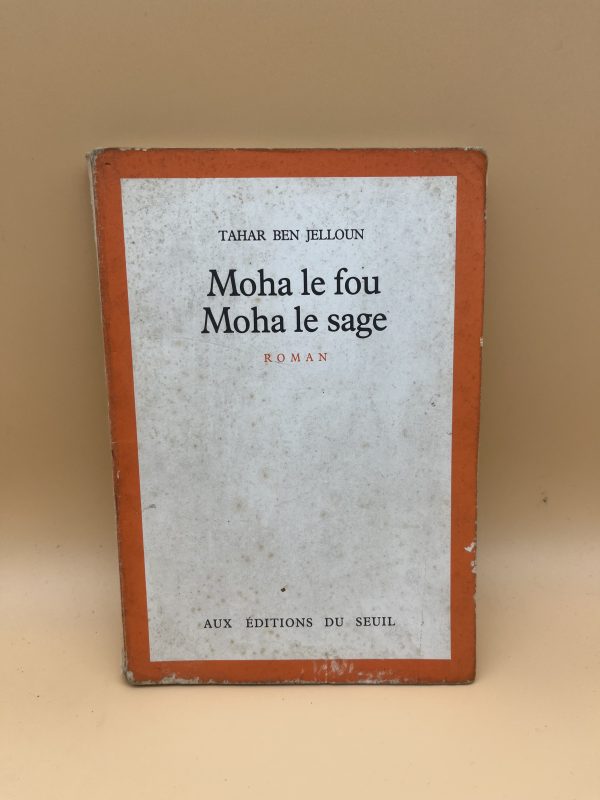 TAHAR BEN JELLOUN
Moha le fou
Moha le sage
ROMAN
AUX ÉDITIONS DU SEUIL